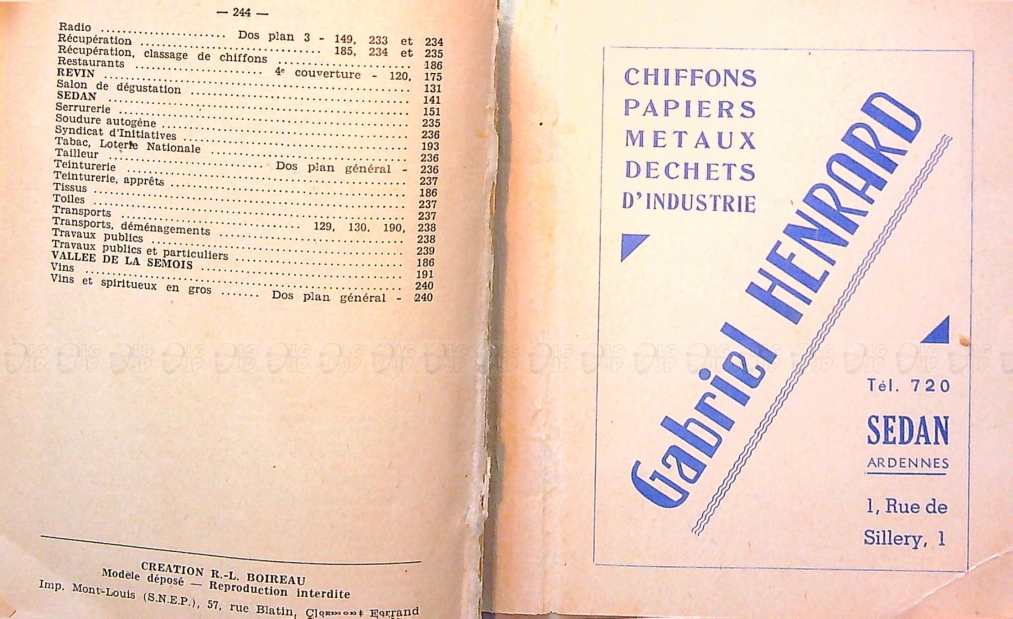 — 244 —
Radio ........................ Dos plan 3 - 149, 233 et 234
Récupération ........................ 185, 234 et 235
Récupération, classage de chiffons ........................ 186
Restaurants ........................ 4e couverture - 120, 175
REVIN ........................ 131
Salon de dégustation ........................ 141
SEDAN ........................ 151
Serrurerie ........................ 235
Soudure autogène ........................ 236
Syndicat d'Initiatives ........................ 193
Tabac, Loterie Nationale ........................ 236
Tailleur ........................ Dos plan général - 236
Teinturerie ........................ 237
Teinturerie, apprêts ........................ 186
Tissus ........................ 237
Toiles ........................ 237
Transports ........................ 129, 130, 190, 238
Transports, déménagements ........................ 238
Travaux publics ........................ 239
Travaux publics et particuliers ........................ 186
VALLEE DE LA SEMOIS ........................ 191
Vins ........................ 240
Vins et spiritueux en gros ....... Dos plan général - 240
CREATION R.-L. BOIREAU
Modèle déposé — Reproduction interdite
Imp. Mont-Louis (S.N.E.P.), 57, rue Blatin,
CHIFFONS
PAPIERS
METAUX
DECHETS
D'INDUSTRIE
Gabriel HENRARD
Tél. 720
SEDAN
ARDENNES
1, Rue de
Sillery, 1